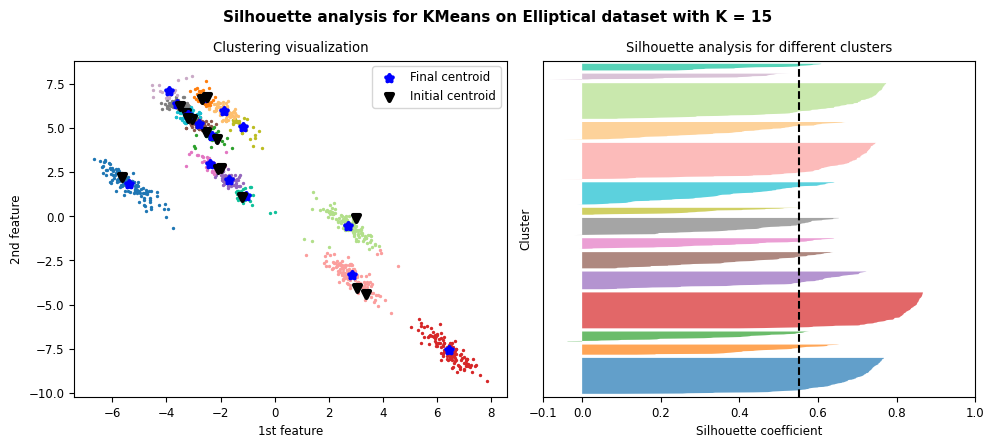 Silhouette analysis for KMeans on Elliptical dataset with K = 15
Clustering visualization
Final centroid
Initial centroid
7.5
5.0
2.5
0.0
−2.5
−5.0
−7.5
−10.0
2nd feature
−6
−4
−2
0
2
4
6
8
1st feature
Silhouette analysis for different clusters
Cluster
−0.1
0.0
0.2
0.4
0.6
0.8
1.0
Silhouette coefficient